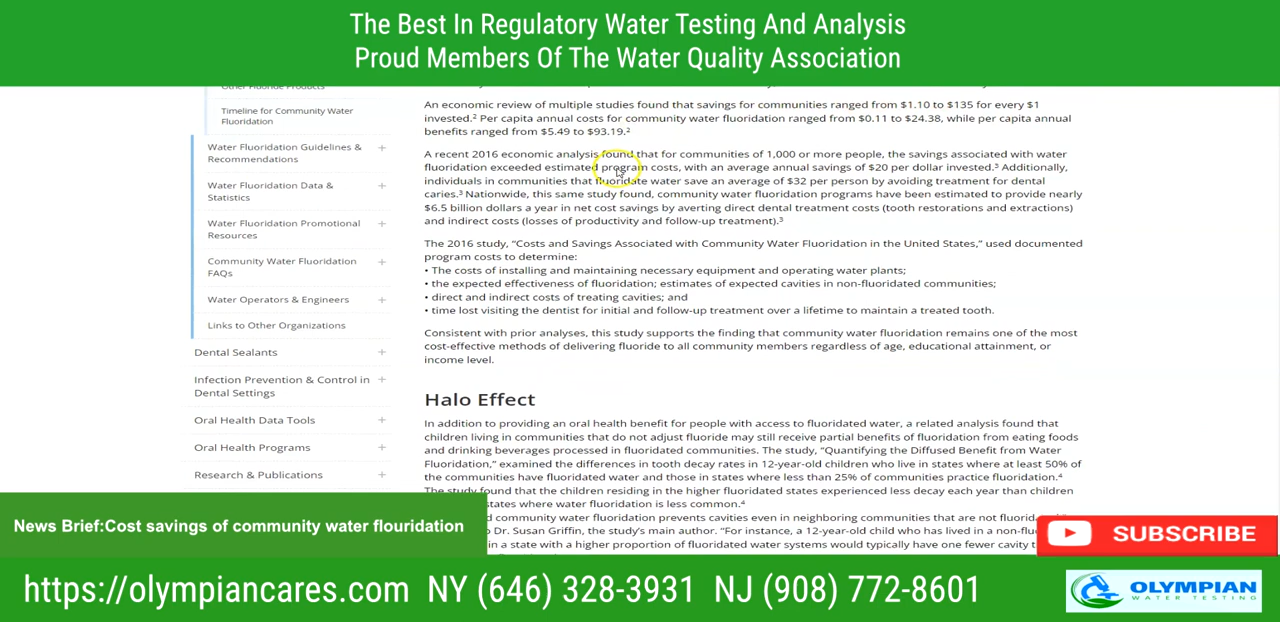 The Best In Regulatory Water Testing And Analysis
Proud Members Of The Water Quality Association
Other Fluoride Products
Timeline for Community Water
Fluoridation
Water Fluoridation Guidelines &
Recommendations
Water Fluoridation Data &
Statistics
Water Fluoridation Promotional
Resources
Community Water Fluoridation
FAQs
Water Operators & Engineers
Links to Other Organizations
Dental Sealants
Infection Prevention & Control in
Dental Settings
Oral Health Data Tools
Oral Health Programs
Research & Publications
An economic review of multiple studies found that savings for communities ranged from $1.10 to $135 for every $1
invested.² Per capita annual costs for community water fluoridation ranged from $0.11 to $24.38, while per capita annual
benefits ranged from $5.49 to $93.19.²
A recent 2016 economic analysis found that for communities of 1,000 or more people, the savings associated with water
fluoridation exceeded estimated program costs, with an average annual savings of $20 per dollar invested.³ Additionally,
individuals in communities that fluoridate water save an average of $32 per person by avoiding treatment for dental
caries.³ Nationwide, this same study found, community water fluoridation programs have been estimated to provide nearly
$6.5 billion dollars a year in net cost savings by averting direct dental treatment costs (tooth restorations and extractions)
and indirect costs (losses of productivity and follow-up treatment).³
The 2016 study, “Costs and Savings Associated with Community Water Fluoridation in the United States,” used documented
program costs to determine:
• The costs of installing and maintaining necessary equipment and operating water plants;
• the expected effectiveness of fluoridation; estimates of expected cavities in non-fluoridated communities;
• direct and indirect costs of treating cavities; and
• time lost visiting the dentist for initial and follow-up treatment over a lifetime to maintain a treated tooth.
Consistent with prior analyses, this study supports the finding that community water fluoridation remains one of the most
cost-effective methods of delivering fluoride to all community members regardless of age, educational attainment, or
income level.
Halo Effect
In addition to providing an oral health benefit for people with access to fluoridated water, a related analysis found that
children living in communities that do not adjust fluoride may still receive partial benefits of fluoridation from eating foods
and drinking beverages processed in fluoridated communities. The study, “Quantifying the Diffused Benefit from Water
Fluoridation,” examined the differences in tooth decay rates in 12-year-old children who live in states where at least 50% of
the communities have fluoridated water and those in states where less than 25% of communities practice fluoridation.⁴
The study found that the children residing in the higher fluoridated states experienced less decay each year than children
states where water fluoridation is less common.⁴
community water fluoridation prevents cavities even in neighboring communities that are not
Dr. Susan Griffin, the study's main author. “For instance, a 12-year-old child who has lived in a
in a state with a higher proportion of fluoridated water systems would typically have one fewer cavity
News Brief:Cost savings of community water flouridation
SUBSCRIBE
https://olympiancares.com NY (646) 328-3931 NJ (908) 772-8601
OLYMPIAN
WATER TESTING